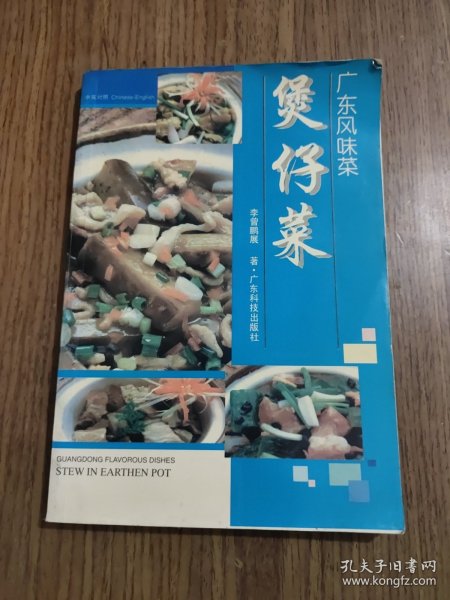 中英对照 Chinese-English
广东风味菜
煲仔菜
李曾鹏展 著·广东科技出版社
GUANGDONG FLAVOROUS DISHES
STEW IN EARTHEN POT
孔夫子旧书网
www.kongfz.com